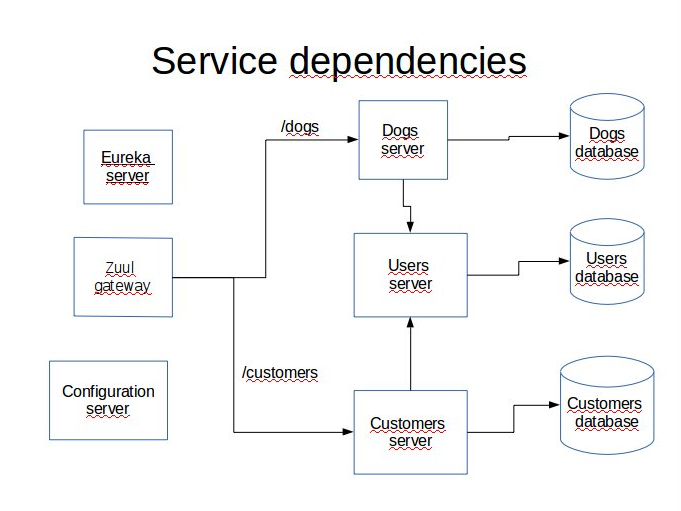 Service dependencies
/dogs
Dogs
server
Dogs
database
Eureka
server
Zuul
gateway
Users
server
Users
database
/customers
Configuration
server
Customers
server
Customers
database